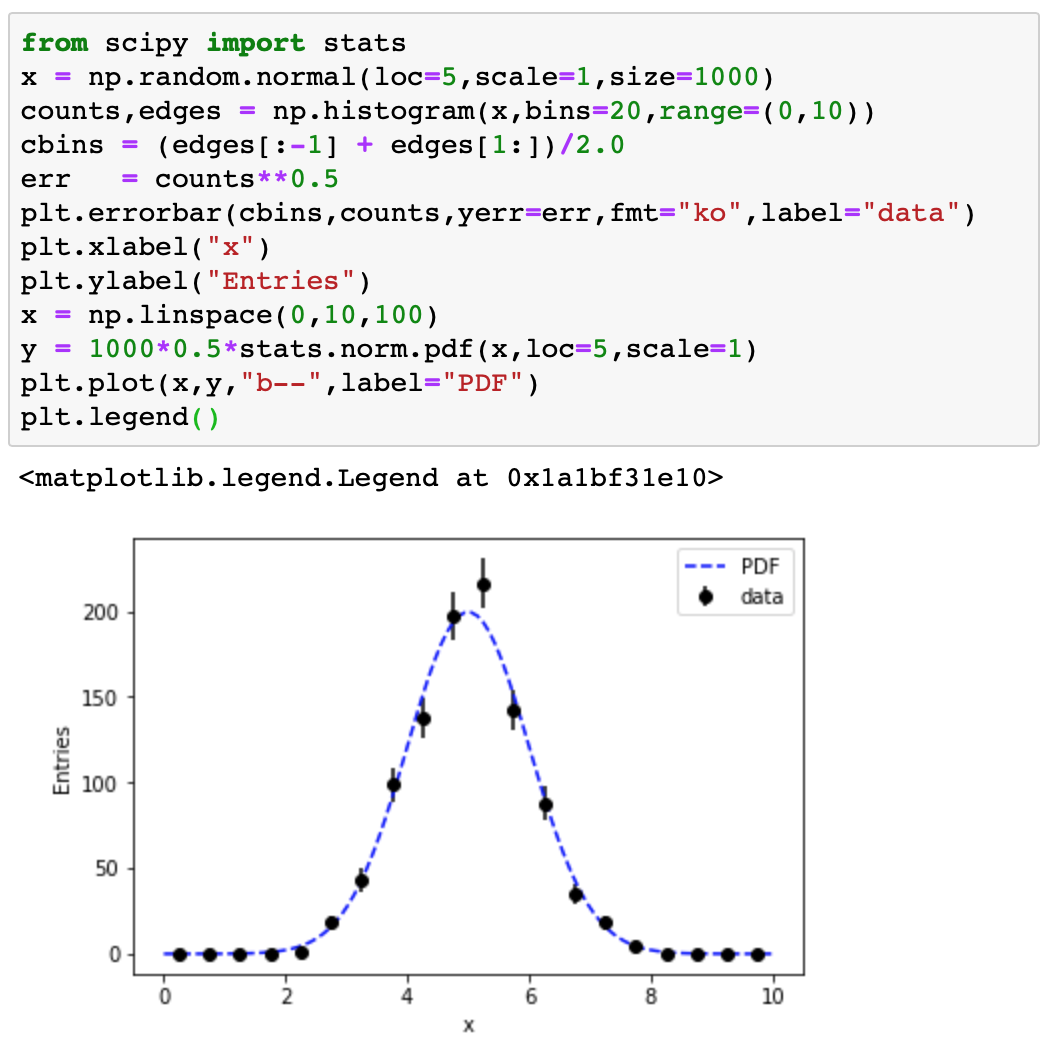 from scipy import stats
x = np.random.normal(loc=5,scale=1,size=1000)
counts,edges = np.histogram(x,bins=20,range=(0,10))
cbins = (edges[:-1] + edges[1:])/2.0
err   = counts**0.5
plt.errorbar(cbins,counts,yerr=err,fmt="ko",label="data")
plt.xlabel("x")
plt.ylabel("Entries")
x = np.linspace(0,10,100)
y = 1000*0.5*stats.norm.pdf(x,loc=5,scale=1)
plt.plot(x,y,"b--",label="PDF")
plt.legend()
<matplotlib.legend.Legend at 0x1a1bf31e10>
PDF
data
200
150
100
50
0
Entries
0 2 4 6 8 10
x